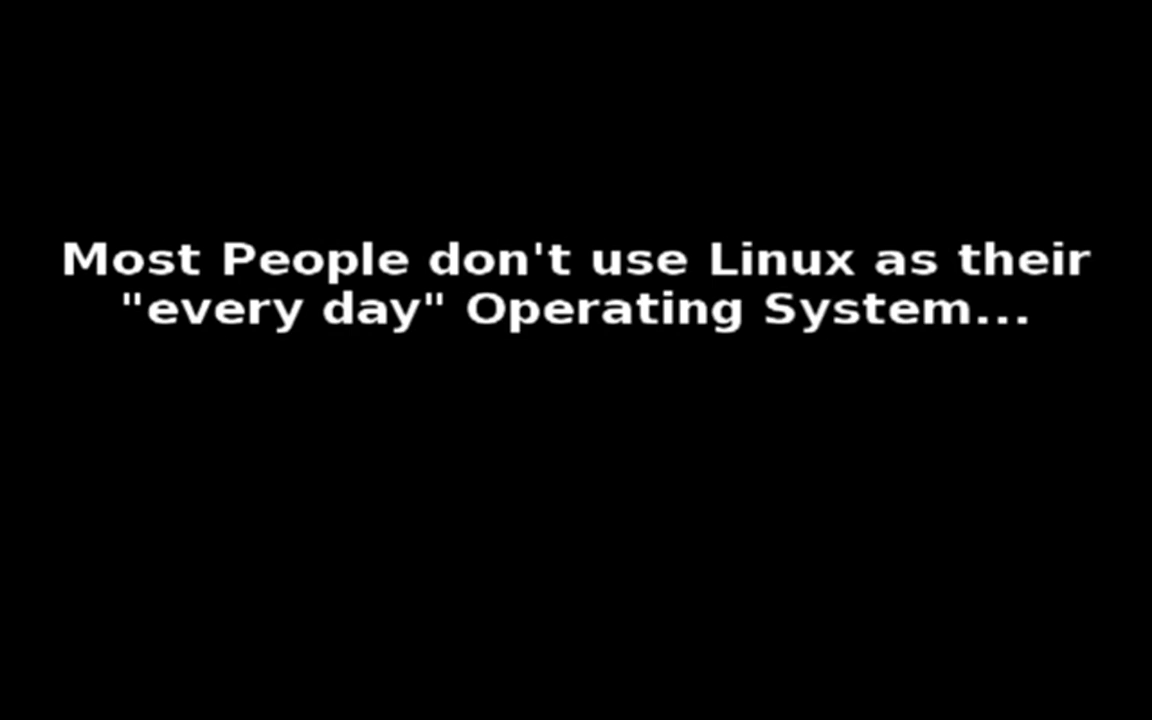 Most People don't use Linux as their
"every day" Operating System...